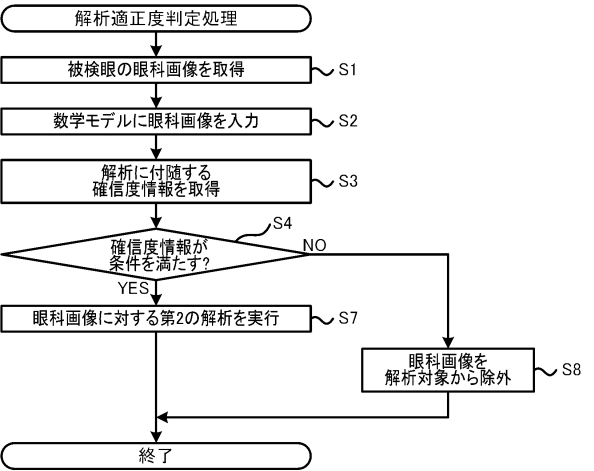 解析適正度判定処理
被検眼の眼科画像を取得
S1
数学モデルに眼科画像を入力
S2
解析に付随する
確信度情報を取得
S3
S4
確信度情報が
条件を満たす?
NO
YES
眼科画像に対する第2の解析を実行
S7
眼科画像を
解析対象から除外
S8
終了